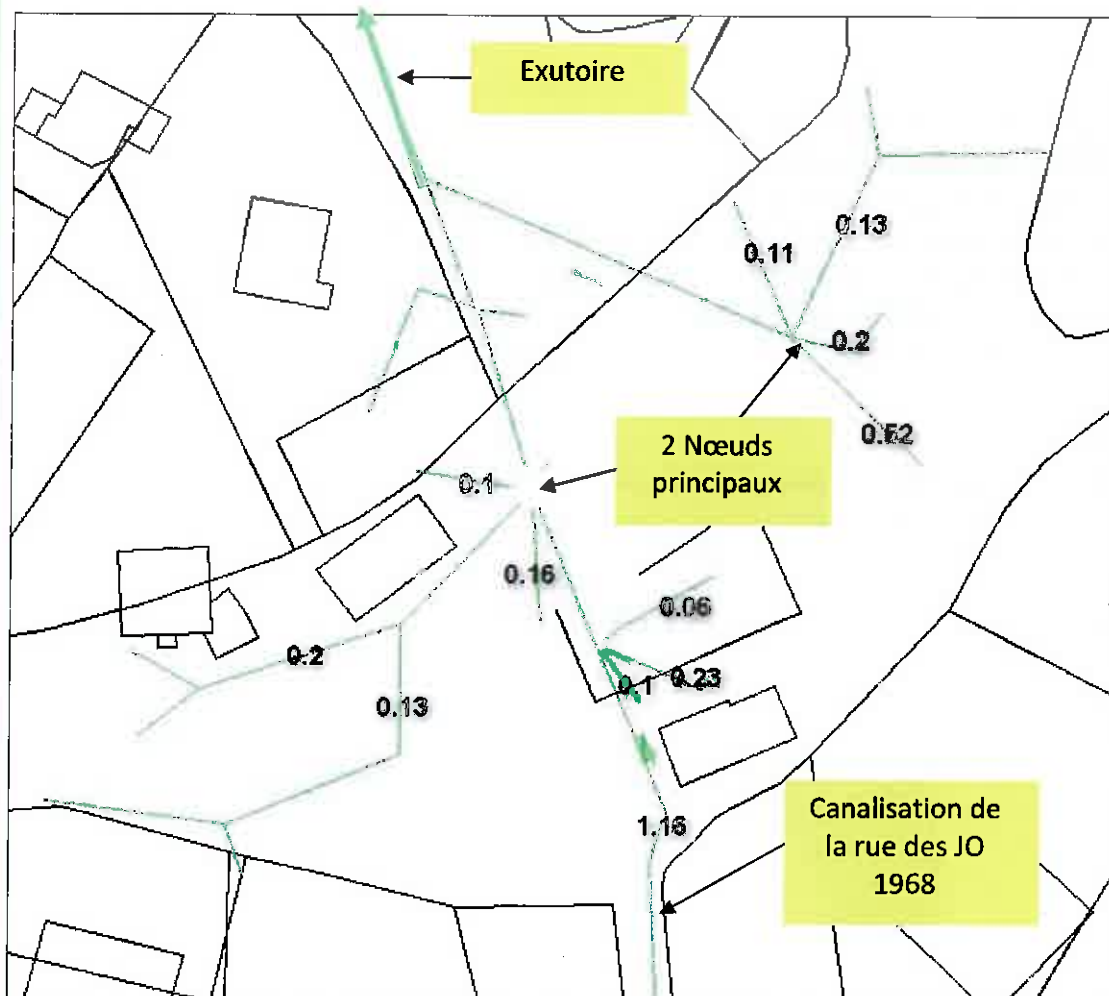 Exutoire
0.13
0.11
0.2
2 Nœuds
principaux
0.1
0.16
0.06
0.2
0.23
0.1
0.13
1.16
Canalisation de
la rue des JO
1968